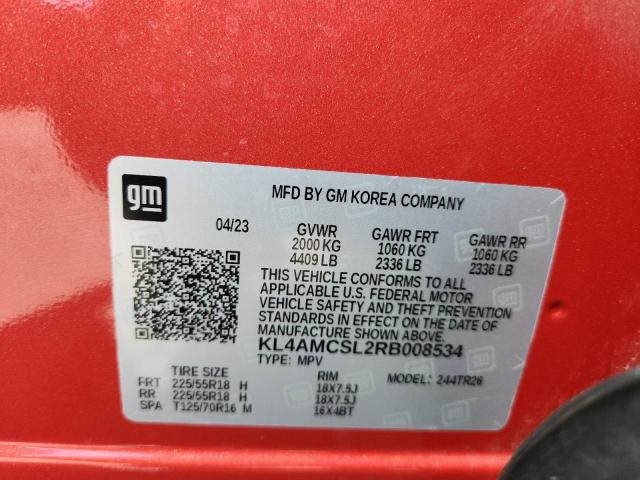 gm
MFD BY GM KOREA COMPANY
04/23 GVWR GAWR FRT GAWR RR
2000 KG 1060 KG 1060 KG
4409 LB 2336 LB 2336 LB
THIS VEHICLE CONFORMS TO ALL
APPLICABLE U.S. FEDERAL MOTOR
VEHICLE SAFETY AND THEFT PREVENTION
STANDARDS IN EFFECT ON THE DATE OF
MANUFACTURE SHOWN ABOVE.
KL4AMCSL2RB008534
TYPE: MPV MODEL: 244TR26
TIRE SIZE RIM
FRT 225/55R18 H 18X7.5J
RR 225/55R18 H 18X7.5J
SPA T125/70R16 M 16X4BT